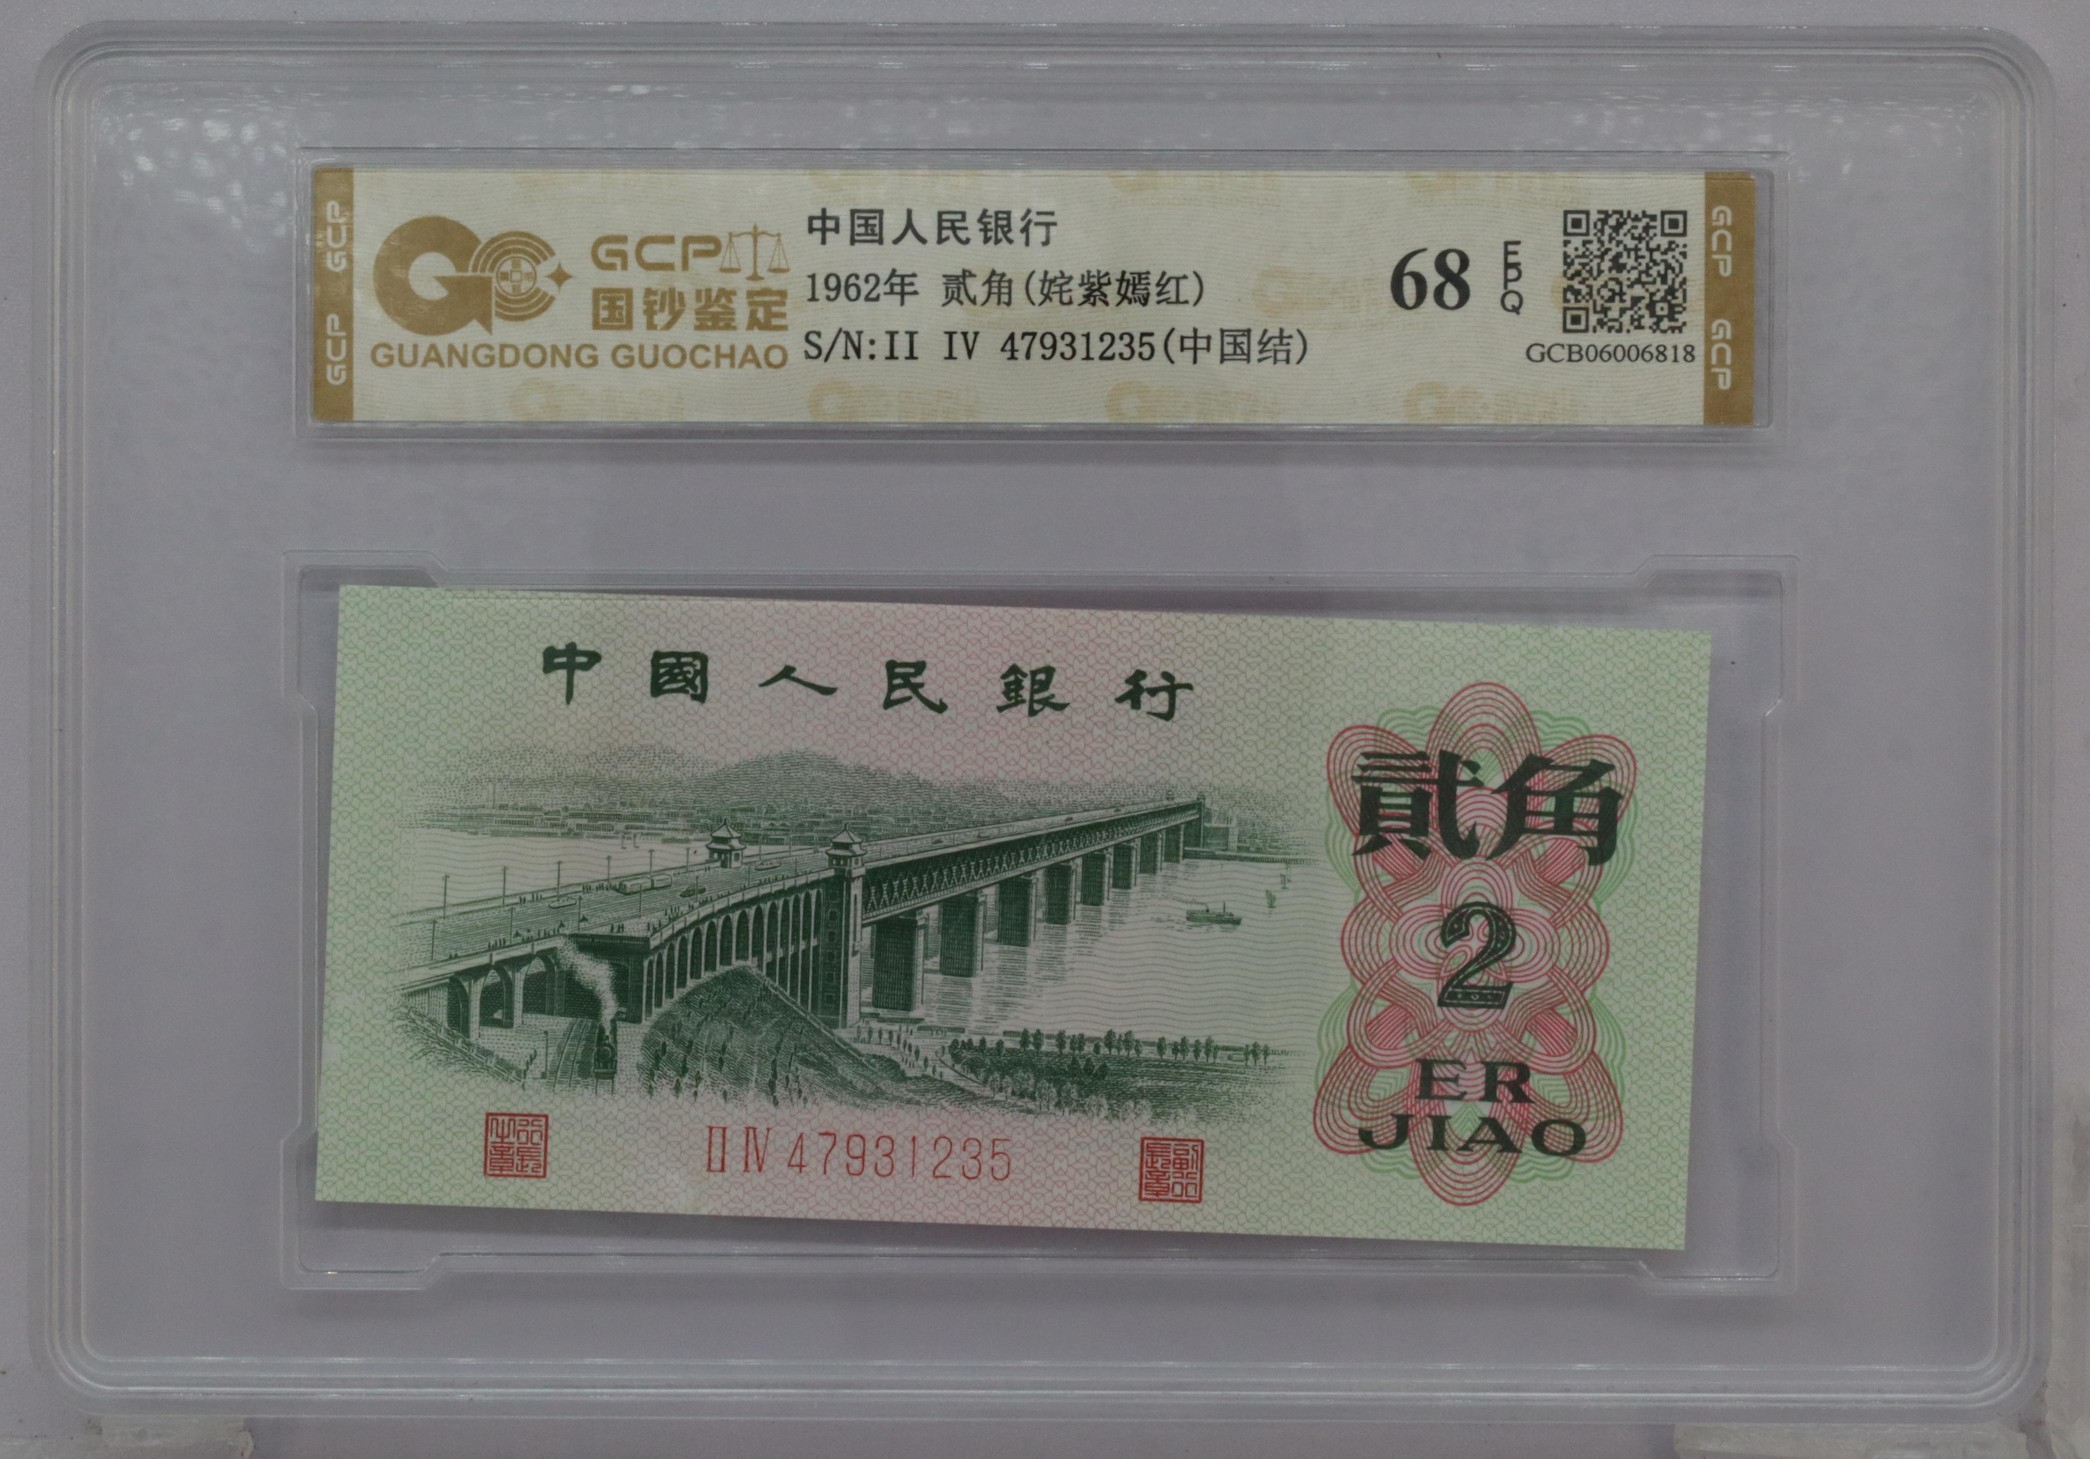 GCP
国钞鉴定
GUANGDONG GUOCHAO
中国人民银行
1962年 贰角(姹紫嫣红)
S/N:II IV 47931235(中国结)
68 EPQ
GCB06006818
GCP GCP
GCP GCP
中國人民銀行
貳角
2
ER
JIAO
II IV 47931235